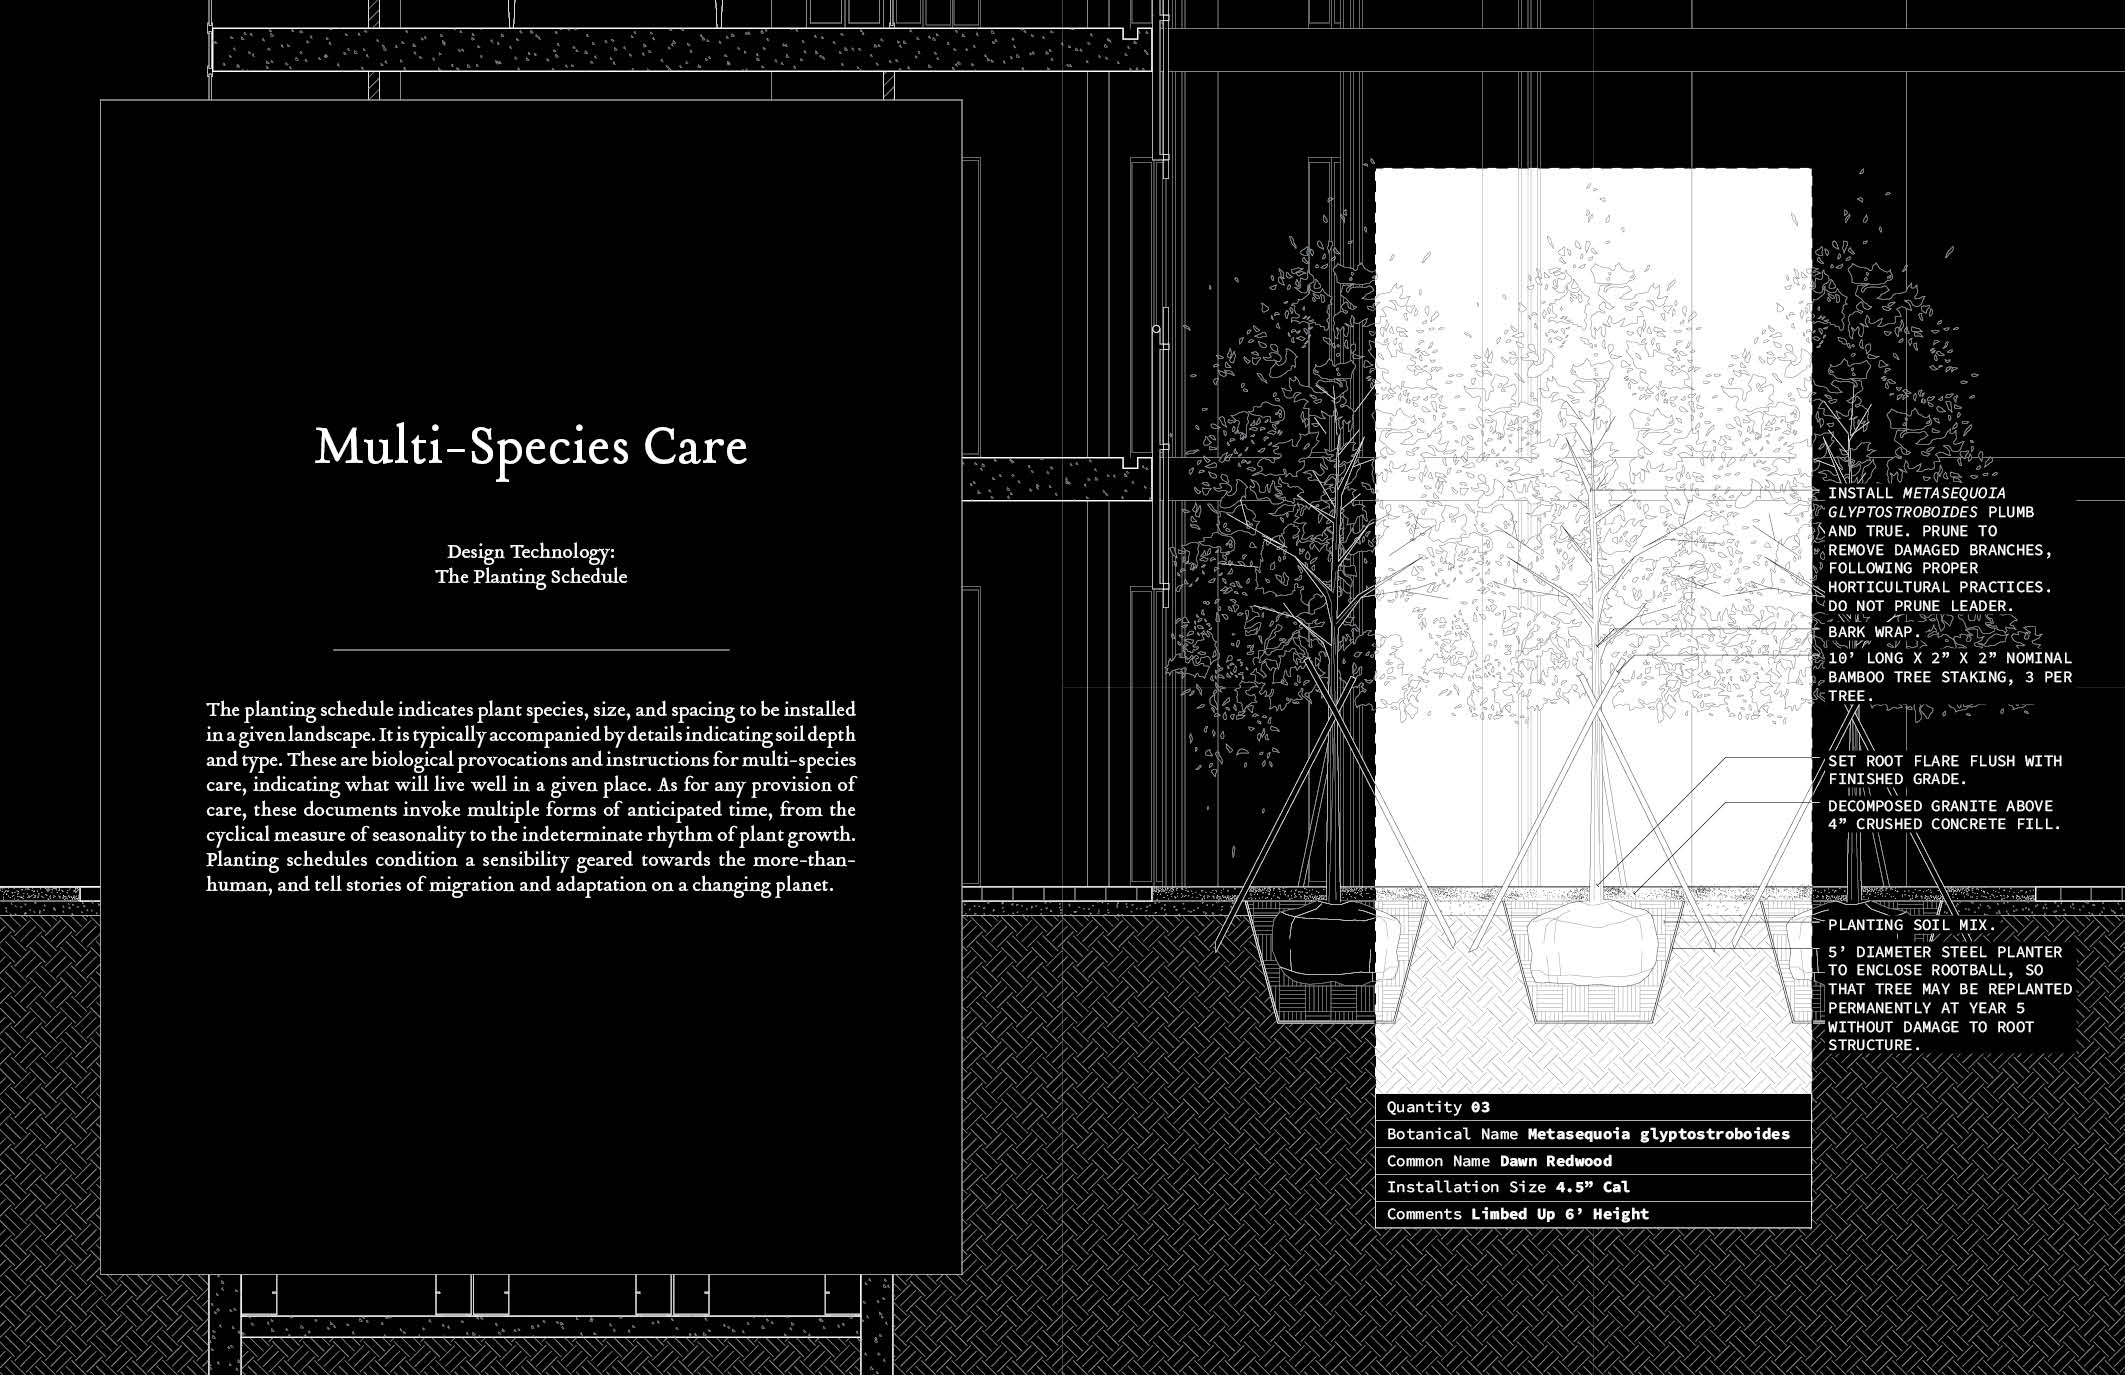 Multi-Species Care
Design Technology:
The Planting Schedule
The planting schedule indicates plant species, size, and spacing to be installed
in a given landscape. It is typically accompanied by details indicating soil depth
and type. These are biological provocations and instructions for multi-species
care, indicating what will live well in a given place. As for any provision of
care, these documents invoke multiple forms of anticipated time, from the
cyclical measure of seasonality to the indeterminate rhythm of plant growth.
Planting schedules condition a sensibility geared towards the more-than-
human, and tell stories of migration and adaptation on a changing planet.
INSTALL METASEQUOIA
GLYPTOSTROBOIDES PLUMB
AND TRUE. PRUNE TO
REMOVE DAMAGED BRANCHES,
FOLLOWING PROPER
HORTICULTURAL PRACTICES.
DO NOT PRUNE LEADER.
BARK WRAP.
10’ LONG X 2” X 2” NOMINAL
BAMBOO TREE STAKING, 3 PER
TREE.
SET ROOT FLARE FLUSH WITH
FINISHED GRADE.
DECOMPOSED GRANITE ABOVE
4” CRUSHED CONCRETE FILL.
PLANTING SOIL MIX.
5’ DIAMETER STEEL PLANTER
TO ENCLOSE ROOTBALL, SO
THAT TREE MAY BE REPLANTED
PERMANENTLY AT YEAR 5
WITHOUT DAMAGE TO ROOT
STRUCTURE.
Quantity 03
Botanical Name Metasequoia glyptostroboides
Common Name Dawn Redwood
Installation Size 4.5” Cal
Comments Limbed Up 6’ Height